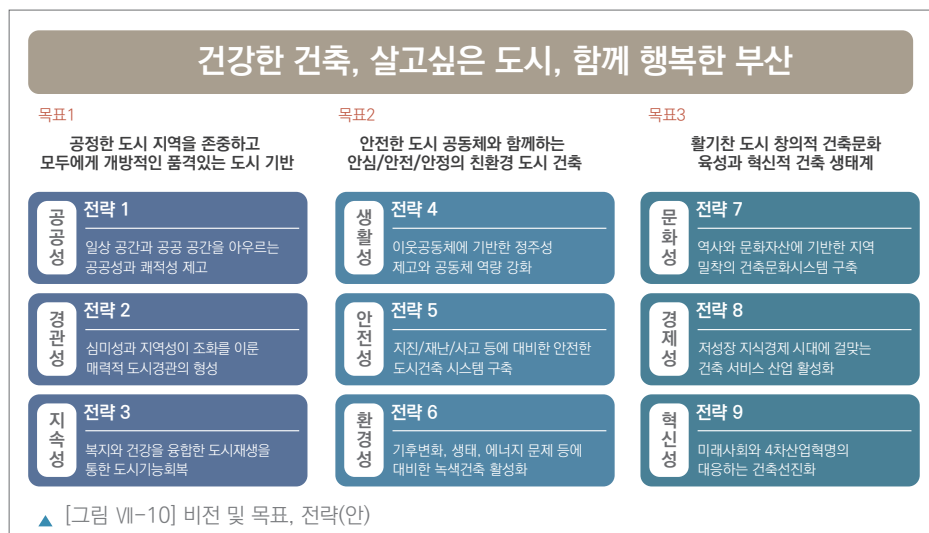 건강한 건축, 살고싶은 도시, 함께 행복한 부산
목표1
공정한 도시 지역을 존중하고
모두에게 개방적인 품격있는 도시 기반
공공성
전략 1
일상 공간과 공공 공간을 아우르는
공공성과 쾌적성 제고
경관성
전략 2
심미성과 지역성이 조화를 이룬
매력적 도시경관의 형성
지속성
전략 3
복지와 건강을 융합한 도시재생을
통한 도시기능회복
목표2
안전한 도시 공동체와 함께하는
안심/안전/안정의 친환경 도시 건축
생활성
전략 4
이웃공동체에 기반한 정주성
제고와 공동체 역량 강화
안전성
전략 5
지진/재난/사고 등에 대비한 안전한
도시건축 시스템 구축
환경성
전략 6
기후변화, 생태, 에너지 문제 등에
대비한 녹색건축 활성화
목표3
활기찬 도시 창의적 건축문화
육성과 혁신적 건축 생태계
문화성
전략 7
역사와 문화자산에 기반한 지역
밀착의 건축문화시스템 구축
경제성
전략 8
저성장 지식경제 시대에 걸맞는
건축 서비스 산업 활성화
혁신성
전략 9
미래사회와 4차산업혁명의
대응하는 건축선진화
▲ [그림 Ⅶ-10] 비전 및 목표, 전략(안)